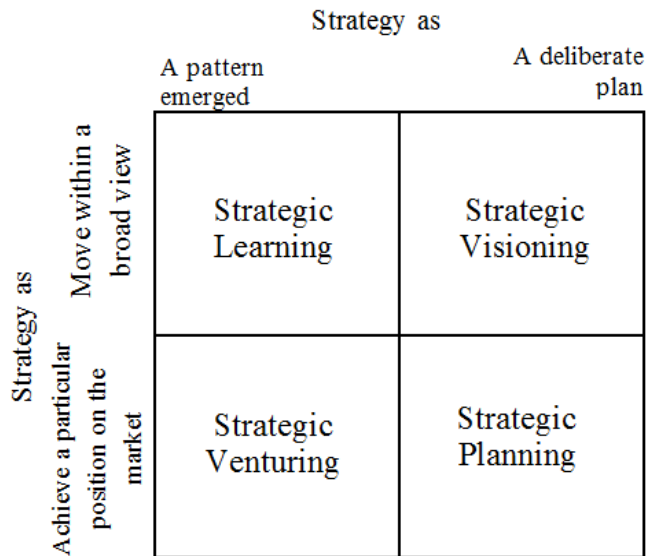 Strategy as
A pattern
emerged
A deliberate
plan
Strategy as
Move within a
broad view
Strategic
Learning
Strategic
Visioning
Achieve a particular
position on the
market
Strategic
Venturing
Strategic
Planning